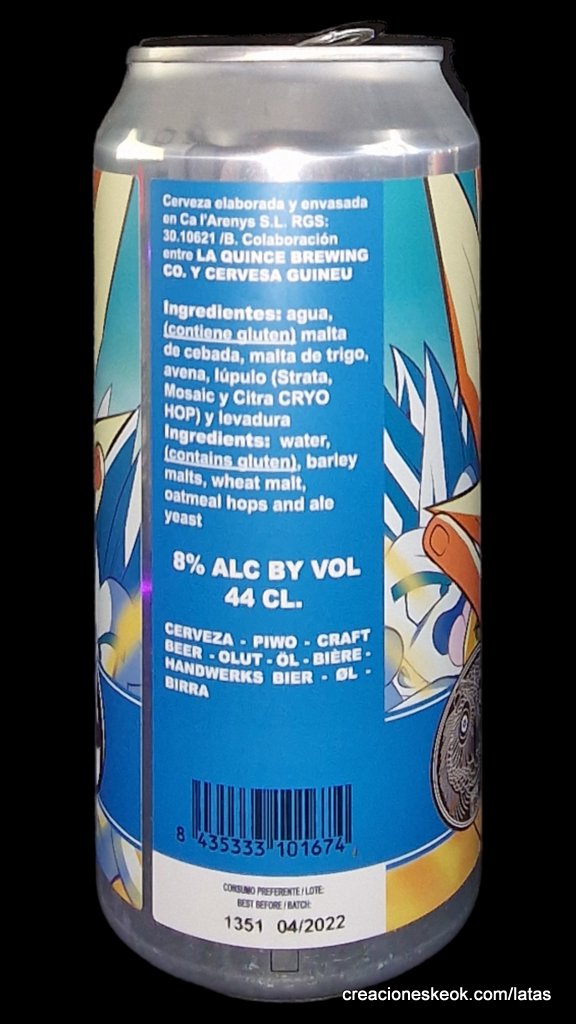 Cerveza elaborada y envasada
en Ca l'Arenys S.L. RGS:
30.10621 /B. Colaboración
entre LA QUINCE BREWING
CO. Y CERVESA GUINEU
Ingredientes: agua,
(contiene gluten) malta
de cebada, malta de trigo,
avena, lúpulo (Strata,
Mosaic y Citra CRYO
HOP) y levadura
Ingredients: water,
(contains gluten), barley
malts, wheat malt,
oatmeal hops and ale
yeast
8% ALC BY VOL
44 CL.
CERVEZA - PIWO - CRAFT
BEER - OLUT - ÖL - BIÈRE -
HANDWERKS BIER - ØL -
BIRRA
8 435333 101674
CONSUMO PREFERENTE / LOTE:
BEST BEFORE / BATCH:
1351 04/2022
creacioneskeok.com/latas